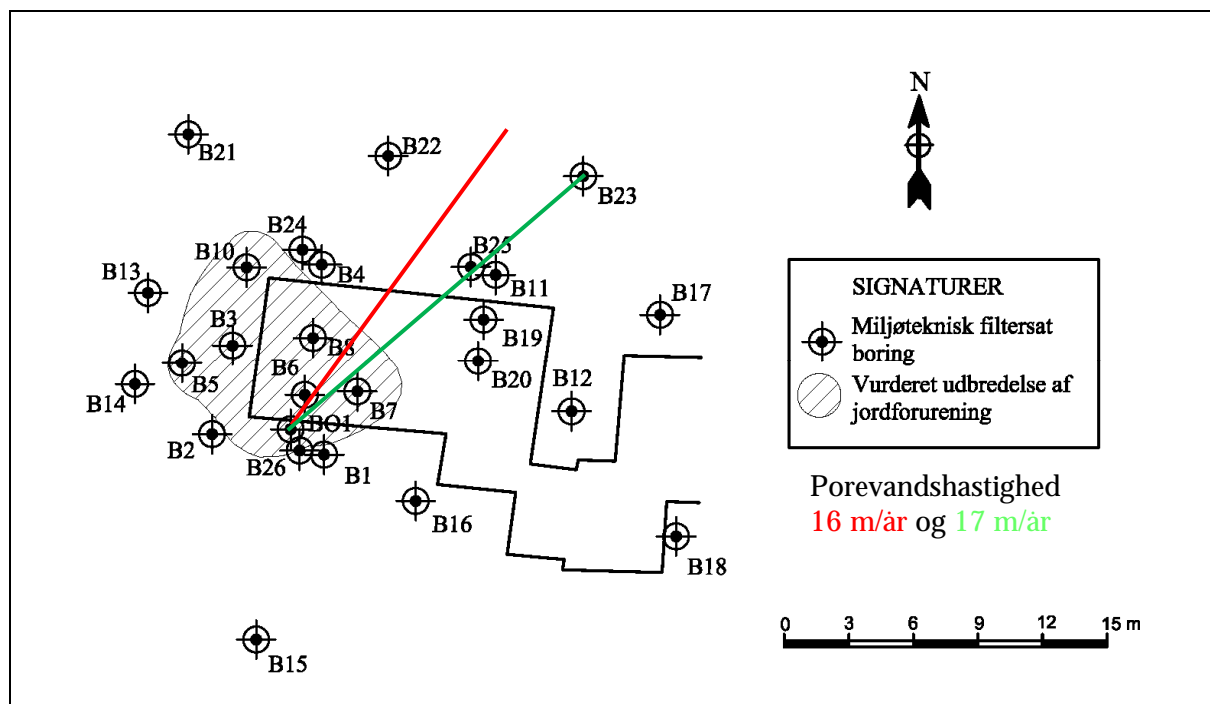 N
B21
B22
B23
B24
B10
B4
B25
B11
B13
B17
B3
B8
B19
B6
B5
B20
B7
B12
B14
BO1
B2
B26
B1
B16
B18
B15
SIGNATURER
Miljøteknisk filtersat
boring
Vurderet udbredelse af
jordforurening
Porevandshastighed
16 m/år og 17 m/år
0 3 6 9 12 15 m